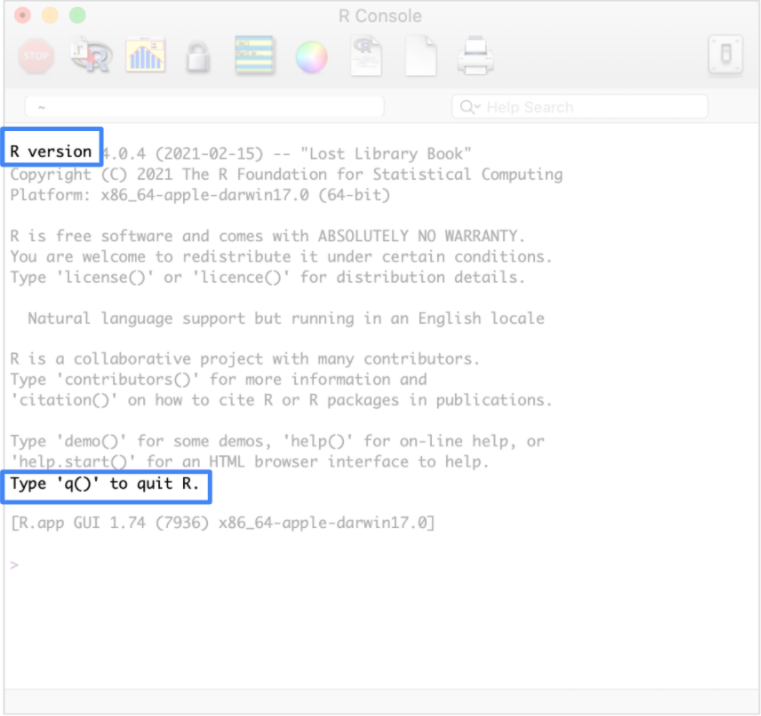 R Console
STOP
~
Help Search
R version 4.0.4 (2021-02-15) -- "Lost Library Book"
Copyright (C) 2021 The R Foundation for Statistical Computing
Platform: x86_64-apple-darwin17.0 (64-bit)
R is free software and comes with ABSOLUTELY NO WARRANTY.
You are welcome to redistribute it under certain conditions.
Type 'license()' or 'licence()' for distribution details.
Natural language support but running in an English locale
R is a collaborative project with many contributors.
Type 'contributors()' for more information and
'citation()' on how to cite R or R packages in publications.
Type 'demo()' for some demos, 'help()' for on-line help, or
'help.start()' for an HTML browser interface to help.
Type 'q()' to quit R.
[R.app GUI 1.74 (7936) x86_64-apple-darwin17.0]
>